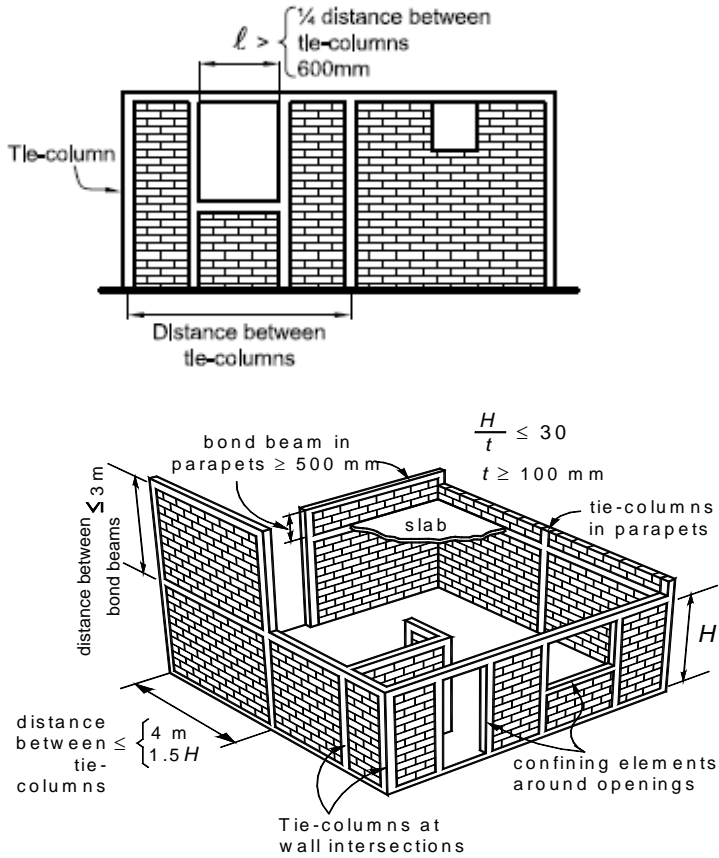 ℓ > { ¼ distance between
tie-columns
600mm
Tie-column
Distance between
tie-columns
H/t ≤ 30
t ≥ 100 mm
bond beam in
parapets ≥ 500 mm
slab
tie-columns
in parapets
distance between ≤ 3 m
bond beams
H
distance
between ≤ { 4 m
1.5H
tie-
columns
confining elements
around openings
Tie-columns at
wall intersections